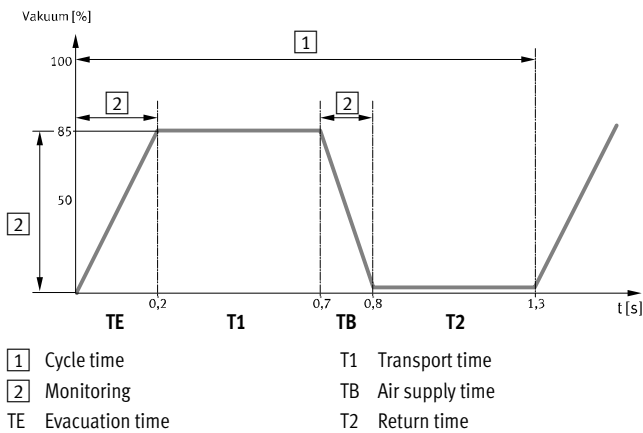 Vakuum [%]
1
100
2
2
85
50
2
0,2
0,7
0,8
1,3
t [s]
TE
T1
TB
T2
1 Cycle time
T1 Transport time
2 Monitoring
TB Air supply time
TE Evacuation time
T2 Return time